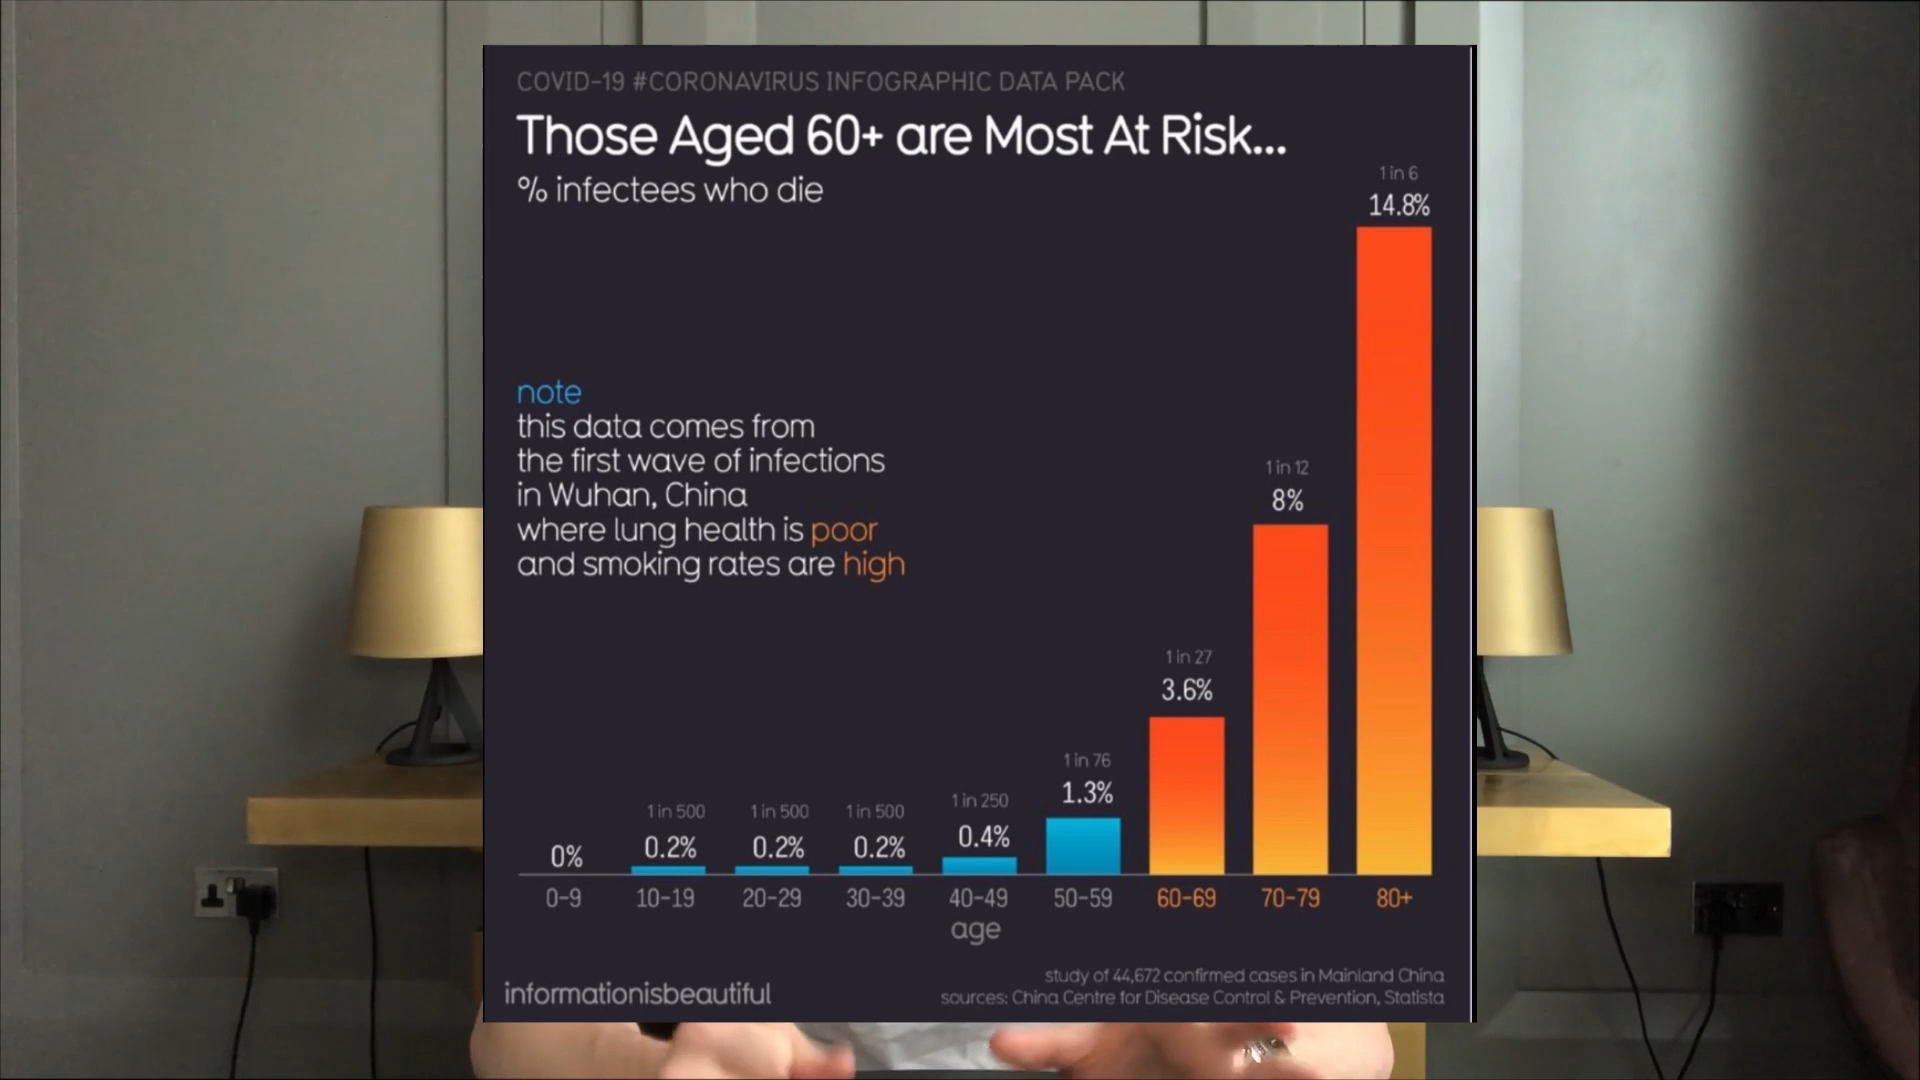 COVID-19 #CORONAVIRUS INFOGRAPHIC DATA PACK
Those Aged 60+ are Most At Risk...
% infectees who die
1 in 6
14.8%
note
this data comes from
the first wave of infections
in Wuhan, China
where lung health is poor
and smoking rates are high
1 in 12
8%
1 in 27
3.6%
1 in 76
1.3%
1 in 500 1 in 500 1 in 500 1 in 250
0% 0.2% 0.2% 0.2% 0.4%
0-9 10-19 20-29 30-39 40-49 50-59 60-69 70-79 80+
age
informationisbeautiful
study of 44,672 confirmed cases in Mainland China
sources: China Centre for Disease Control & Prevention, Statista